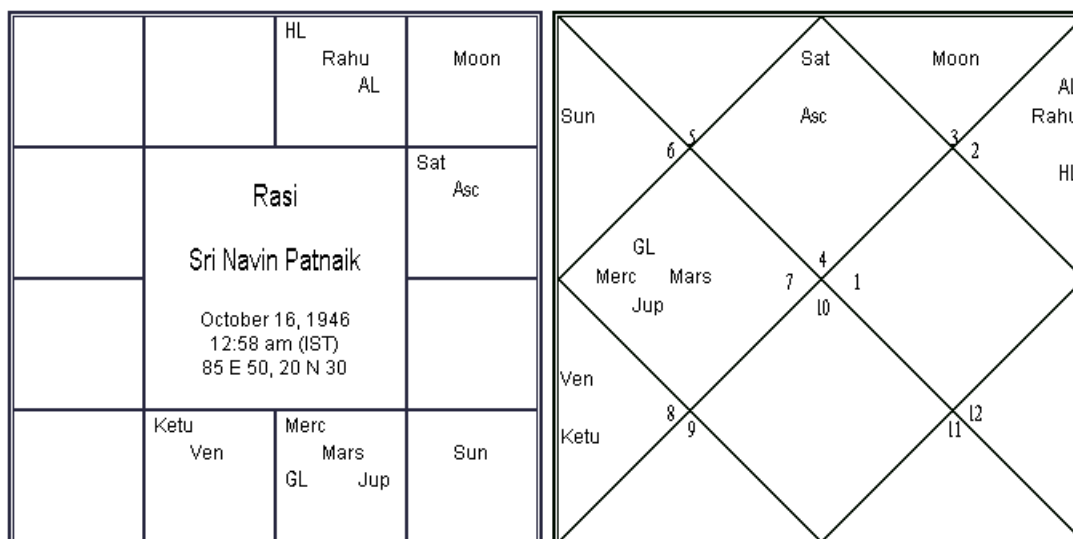 HL
Rahu Moon
AL
Sat
Asc
Rasi
Sri Navin Patnaik
October 16, 1946
12:58 am (IST)
85 E 50, 20 N 30
Ketu Merc
Ven Mars Sun
GL Jup
Sat Moon
AL
Sun Asc Rahu
5 3
6 2
HL
GL 4
Merc Mars 7 1
Jup 10
Ven
8 12
Ketu 9 11